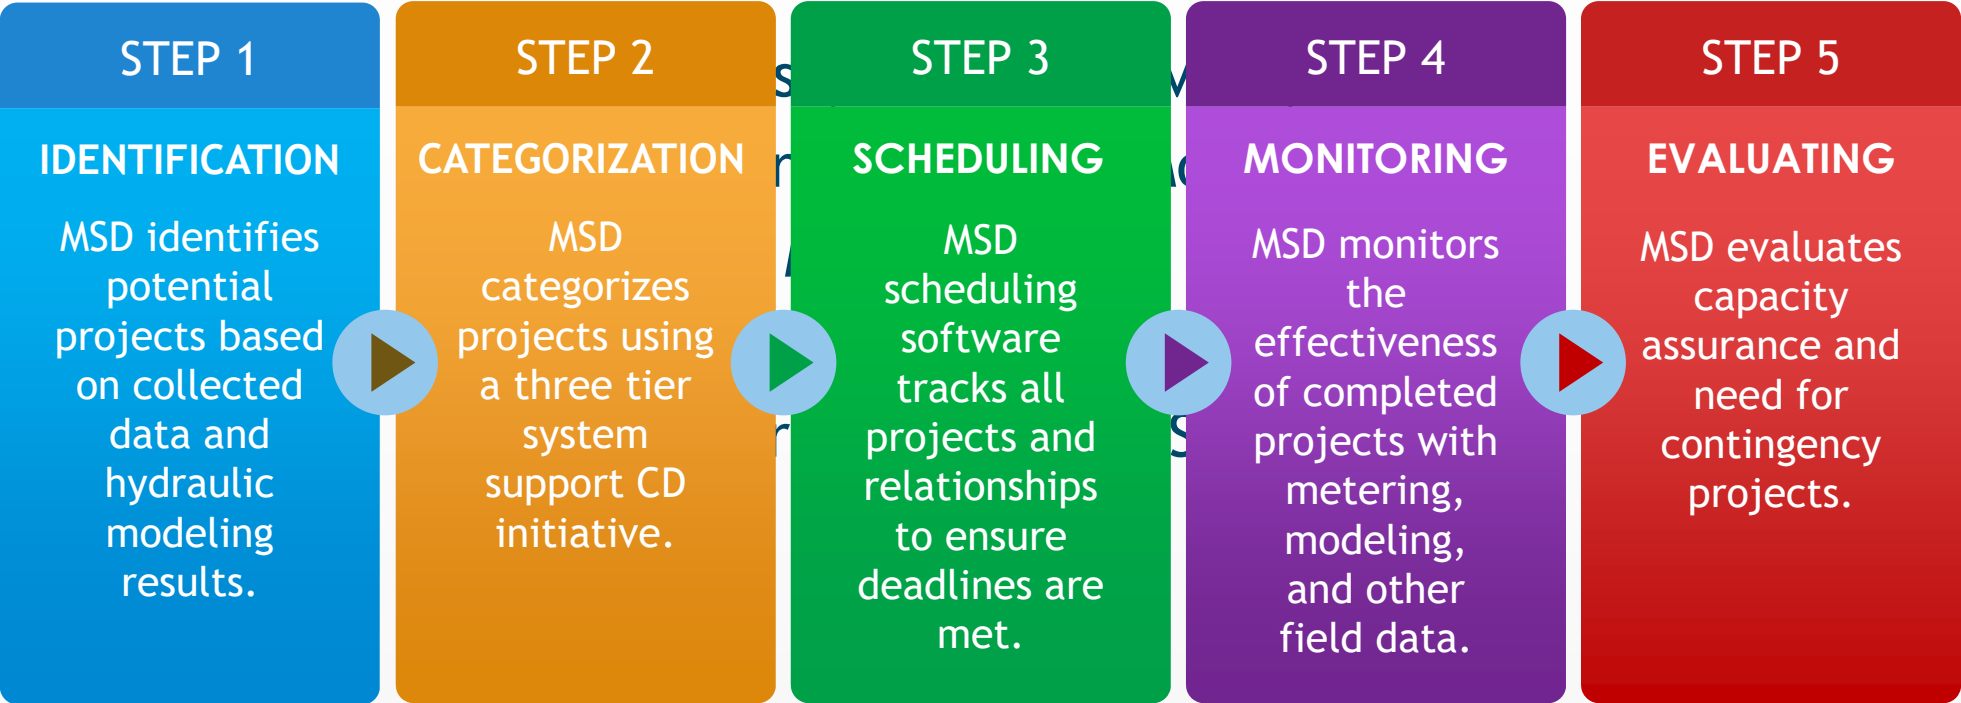 STEP 1
IDENTIFICATION
MSD identifies
potential
projects based
on collected
data and
hydraulic
modeling
results.
STEP 2
CATEGORIZATION
MSD
categorizes
projects using
a three tier
system
support CD
initiative.
STEP 3
SCHEDULING
MSD
scheduling
software
tracks all
projects and
relationships
to ensure
deadlines are
met.
STEP 4
MONITORING
MSD monitors
the
effectiveness
of completed
projects with
metering,
modeling,
and other
field data.
STEP 5
EVALUATING
MSD evaluates
capacity
assurance and
need for
contingency
projects.